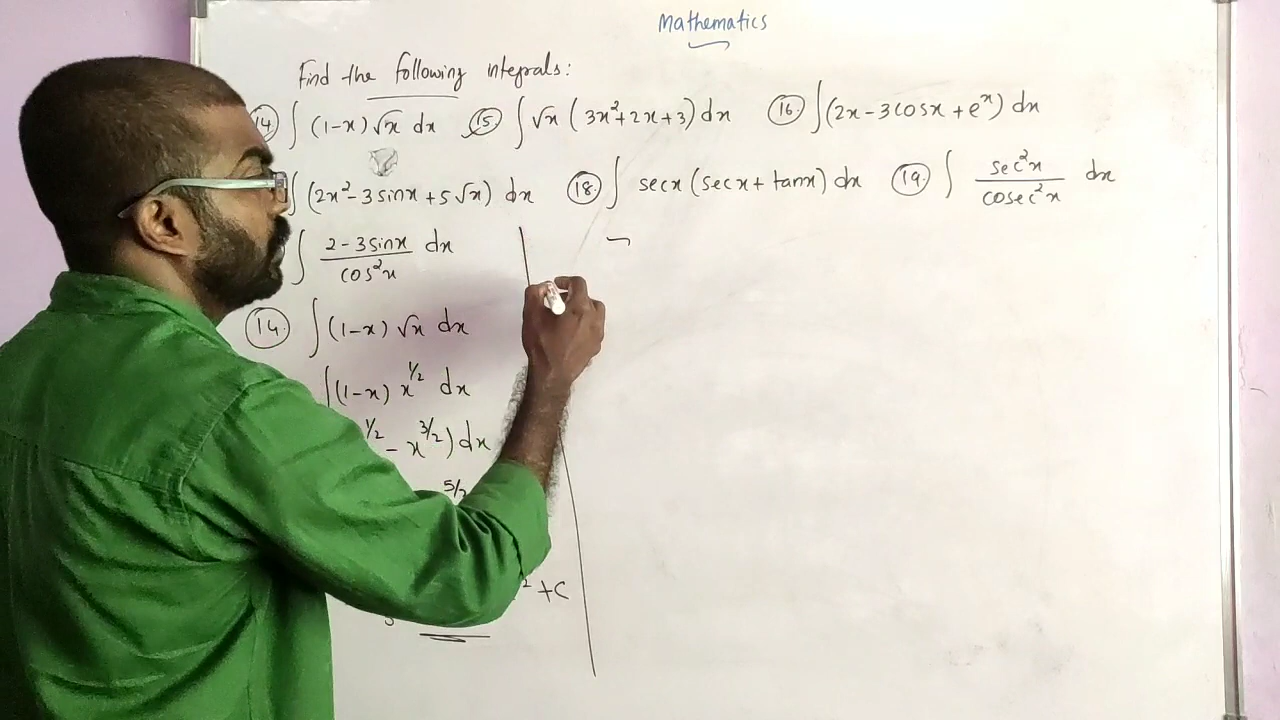 Mathematics
Find the following integrals:
14 ∫ (1-x) √x dx 15 ∫ √x (3x²+2x+3) dx 16 ∫ (2x-3cosx+eˣ) dx
∫ (2x²-3sinx+5√x) dx 18. ∫ secx (secx+tanx) dx 19. ∫ sec²x / cosec²x dx
∫ 2-3sinx / cos²x dx
14. ∫ (1-x) √x dx
∫(1-x) x^1/2 dx
1/2 - x^3/2) dx
+C